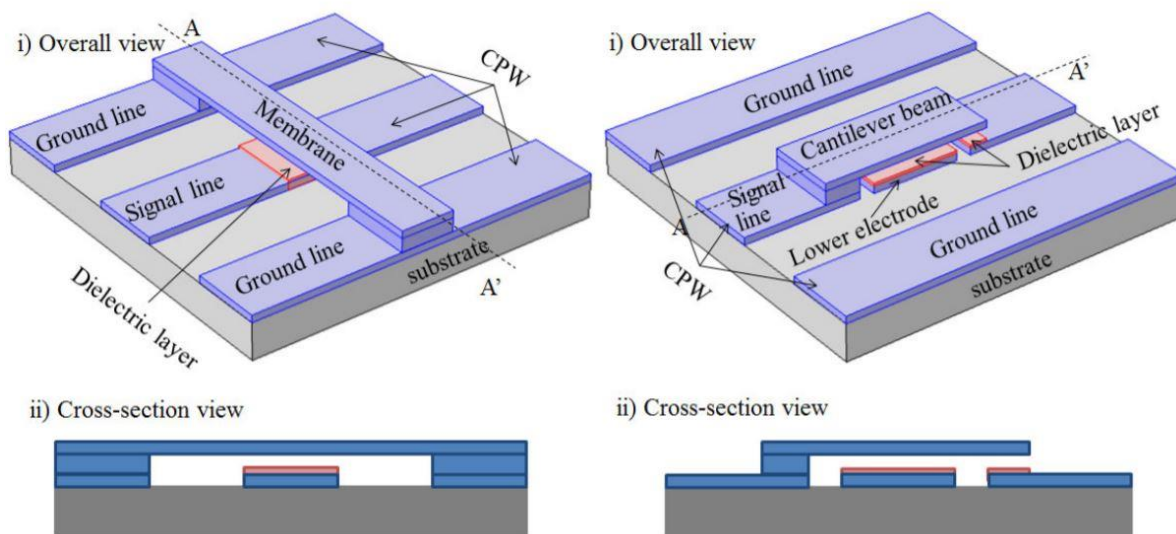 i) Overall view
A
CPW
Ground line
Membrane
Signal line
Ground line
Dielectric layer
substrate
A'
ii) Cross-section view
i) Overall view
Ground line
A'
Cantilever beam
Dielectric layer
Signal
line
A
Lower electrode
Ground line
CPW
substrate
ii) Cross-section view